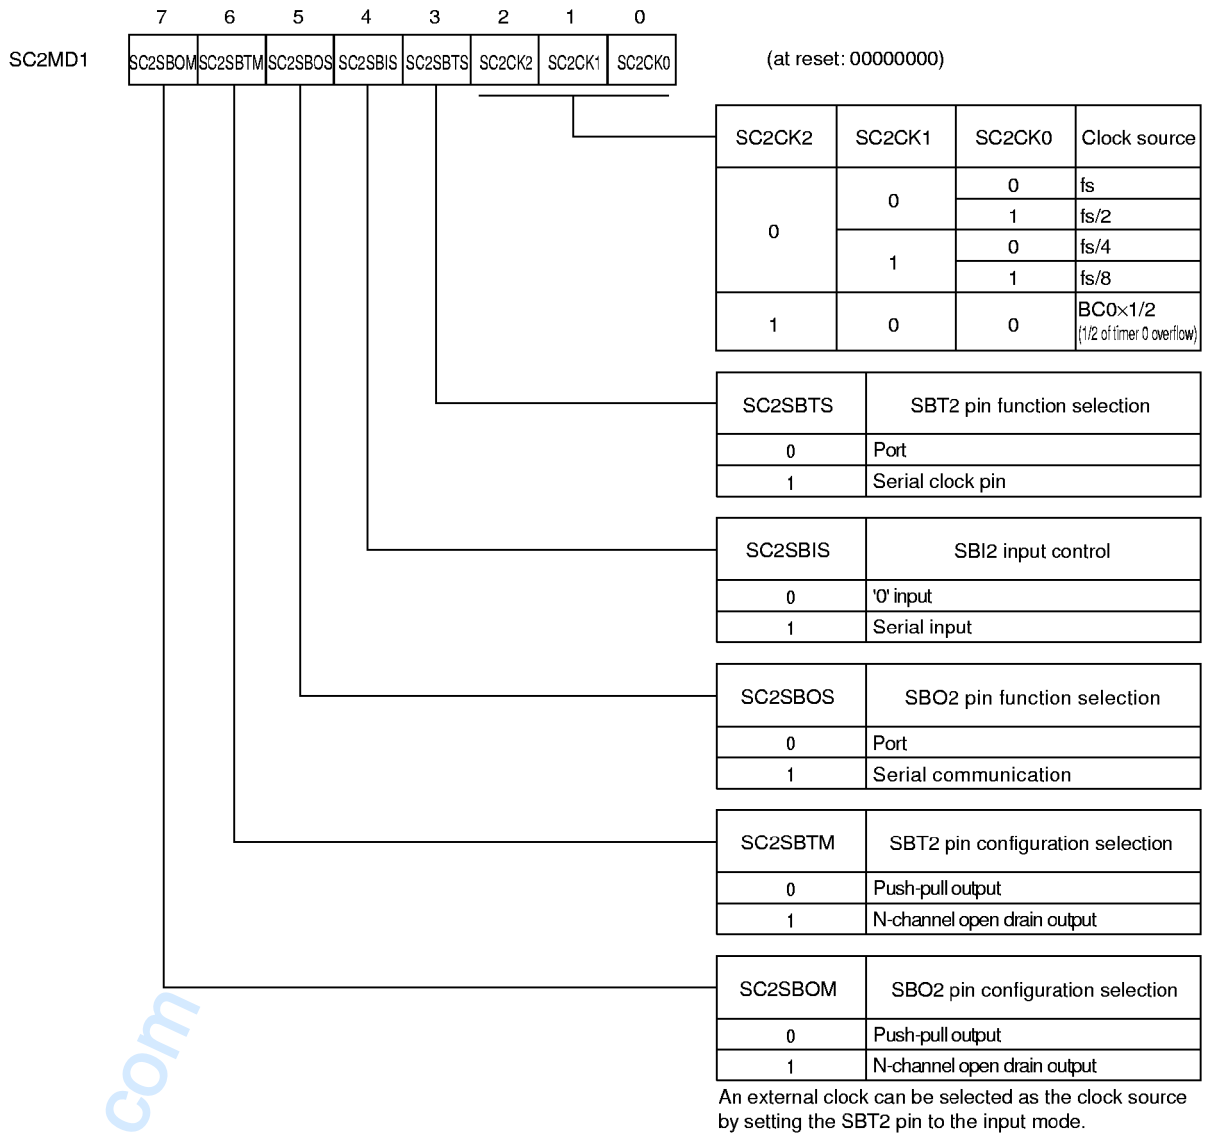 7 6 5 4 3 2 1 0
SC2MD1 SC2SBOM SC2SBTM SC2SBOS SC2SBIS SC2SBTS SC2CK2 SC2CK1 SC2CK0 (at reset: 00000000)
SC2CK2 SC2CK1 SC2CK0 Clock source
0 0 0 fs
1 fs/2
1 0 fs/4
1 fs/8
1 0 0 BC0×1/2
(1/2 of timer 0 overflow)
SC2SBTS SBT2 pin function selection
0 Port
1 Serial clock pin
SC2SBIS SBI2 input control
0 '0' input
1 Serial input
SC2SBOS SBO2 pin function selection
0 Port
1 Serial communication
SC2SBTM SBT2 pin configuration selection
0 Push-pull output
1 N-channel open drain output
SC2SBOM SBO2 pin configuration selection
0 Push-pull output
1 N-channel open drain output
An external clock can be selected as the clock source
by setting the SBT2 pin to the input mode.
com